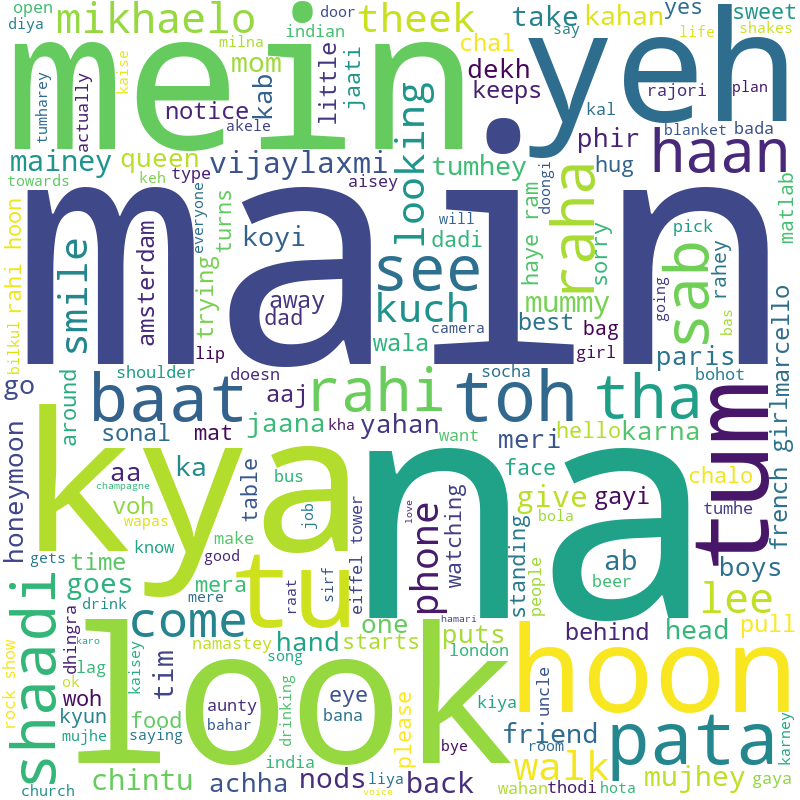 open
door
mikhaelo
theek
take
kahan
yes
sweet
diya
milna
indian
chal
say
life
shakes
mein
yeh
tumharey
actually
kaise
mom
kab
little
jaati
dekh
keeps
kal
rajori
plan
notice
akele
phir
blanket
bada
haan
mainey
queen
vijaylaxmi
looking
tumhey
hug
towards
keh
type
aisey
doongi
matlab
main
everyone
turns
koyi
will
dadi
haye ram
sorry
raha
pick
sab
rahey
rahi hoon
smile
amsterdam
trying
away
dad
see
kuch
camera
mummy
best
bag
going
bas
bilkul
lip
wala
girl
paris
marcello
go
around
shoulder
doesn
socha
bohot
baat
aaj
rahi
toh
tha
tum
honeymoon
sonal
mat
jaana
kha
yahan
want
meri
hello
karna
french girl
kya
na
aa
ka
table
bus
face
give
gayi
chalo
champagne
voh
wapas
job
phone
watching
standing
bola
tumhe
love
gets
time
know
make
good
eiffel tower
ab
beer
boys
shaadi
goes
mera
tu
people
lee
drink
mere
raat
sirf
come
hamari
rock show
karo
dhingra
namastey
hand
one
starts
puts
behind
head
pull
lag
ok
kaisey
tim
song
london
look
hoon
woh
kyun
aunty
eye
please
kiya
uncle
mujhe
food
saying
bahar
drinking
bana
bye
friend
room
pata
karney
chintu
india
achha
nods
liya
back
walk
wahan
thodi
hota
mujhey
gaya
church
voice